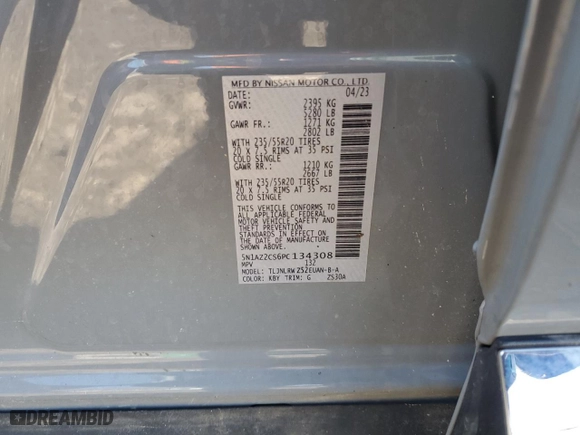 MFD BY NISSAN MOTOR CO., LTD.
DATE: 04/23
GVWR: 2395 KG
5280 LB
GAWR FR.: 1271 KG
2802 LB
WITH 235/55R20 TIRES
20 X 7.5 RIMS AT 35 PSI
COLD SINGLE
GAWR RR.: 1210 KG
2667 LB
WITH 235/55R20 TIRES
20 X 7.5 RIMS AT 35 PSI
COLD SINGLE
THIS VEHICLE CONFORMS TO
ALL APPLICABLE FEDERAL
MOTOR VEHICLE SAFETY AND
THEFT PREVENTION
STANDARDS IN EFFECT ON
THE DATE OF MANUFACTURE
SHOWN ABOVE.
5N1AZ2CS6PC134308
MPV 132
MODEL: TLJNLRWZ52EUAN-B-A
COLOR: KBY TRIM: G Z530A
DREAMBID